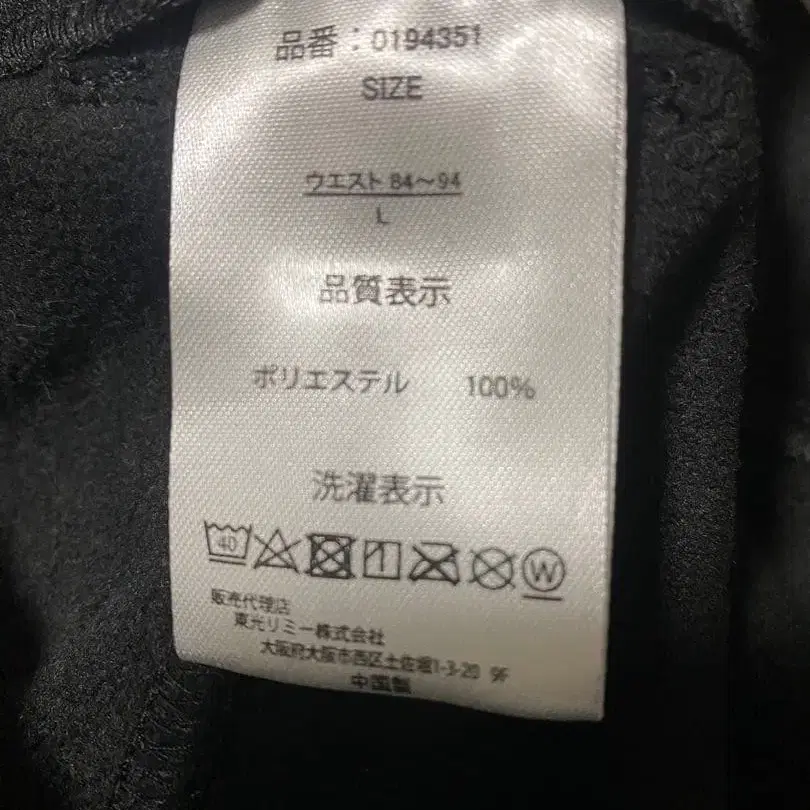 品番：0194351
SIZE
ウエスト 84〜94
L
品質表示
ポリエステル 100%
洗濯表示
40 W
販売代理店
東光リミー株式会社
大阪府大阪市西区土佐堀1-3-20 9F
中国製